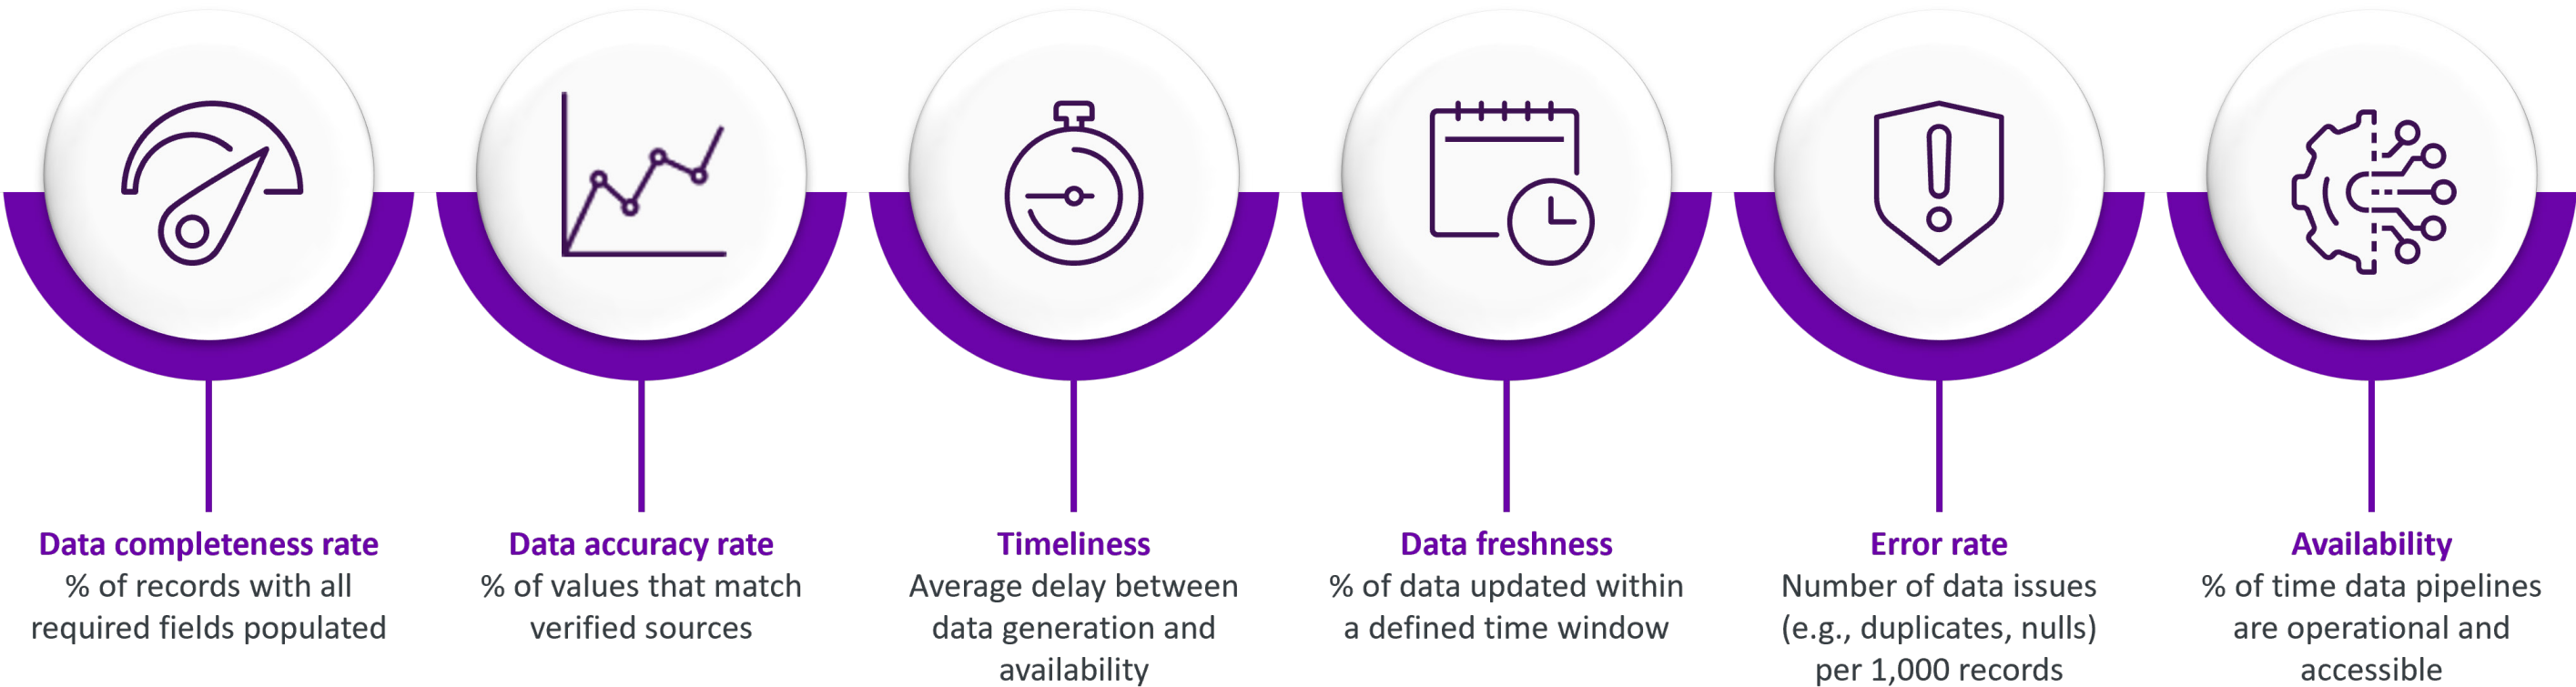 Data completeness rate
% of records with all
required fields populated
Data accuracy rate
% of values that match
verified sources
Timeliness
Average delay between
data generation and
availability
Data freshness
% of data updated within
a defined time window
Error rate
Number of data issues
(e.g., duplicates, nulls)
per 1,000 records
Availability
% of time data pipelines
are operational and
accessible